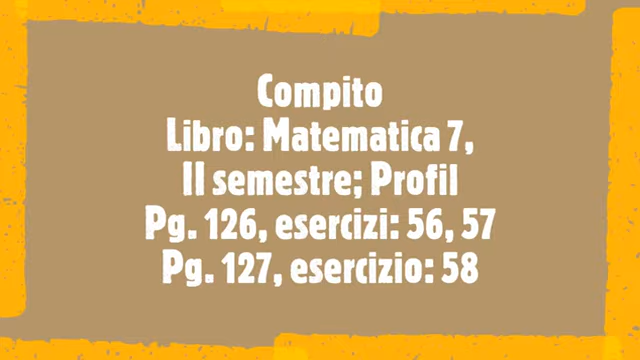 Compito
Libro: Matematica 7,
II semestre; Profil
Pg. 126, esercizi: 56, 57
Pg. 127, esercizio: 58